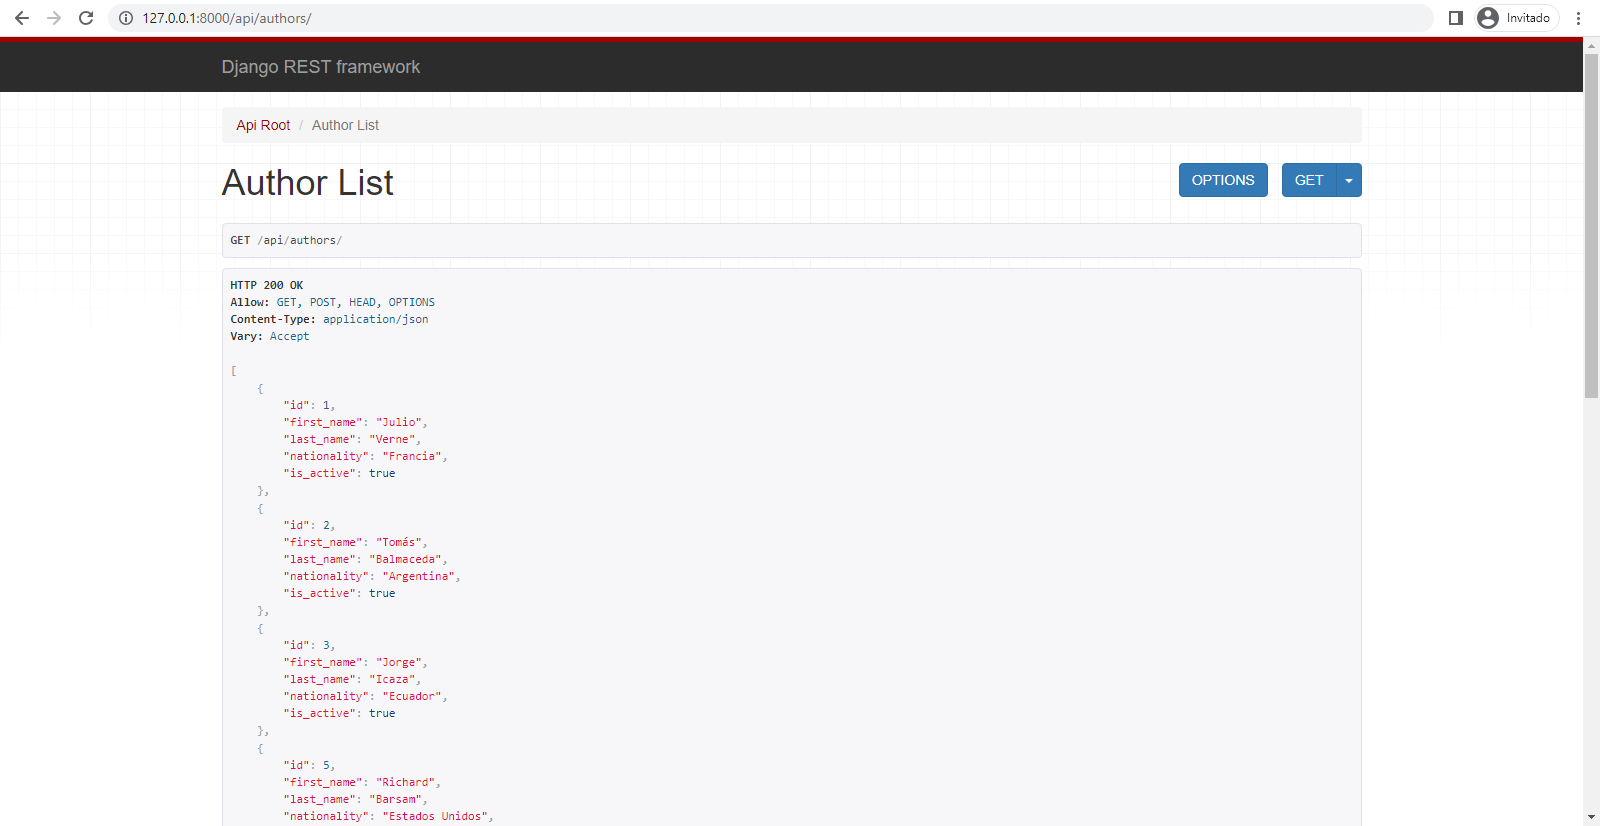 127.0.0.1:8000/api/authors/
Invitado
Django REST framework
Api Root / Author List
Author List
OPTIONS
GET
GET /api/authors/
HTTP 200 OK
Allow: GET, POST, HEAD, OPTIONS
Content-Type: application/json
Vary: Accept
[
{
"id": 1,
"first_name": "Julio",
"last_name": "Verne",
"nationality": "Francia",
"is_active": true
},
{
"id": 2,
"first_name": "Tomás",
"last_name": "Balmaceda",
"nationality": "Argentina",
"is_active": true
},
{
"id": 3,
"first_name": "Jorge",
"last_name": "Icaza",
"nationality": "Ecuador",
"is_active": true
},
{
"id": 5,
"first_name": "Richard",
"last_name": "Barsam",
"nationality": "Estados Unidos",